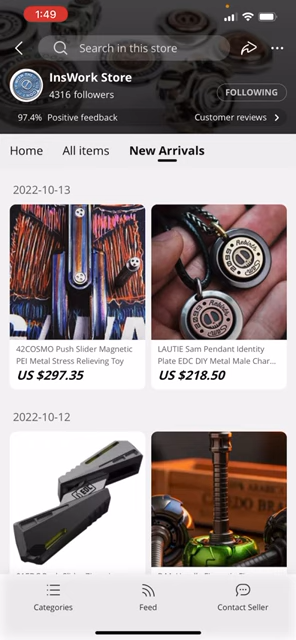 1:49
Search in this store
InsWork Store
4316 followers
FOLLOWING
97.4% Positive feedback
Customer reviews
Home
All items
New Arrivals
2022-10-13
Rebirth
Rebirth
42COSMO Push Slider Magnetic
PEI Metal Stress Relieving Toy
US $297.35
LAUTIE Sam Pendant Identity
Plate EDC DIY Metal Male Char...
US $218.50
2022-10-12
Categories
Feed
Contact Seller